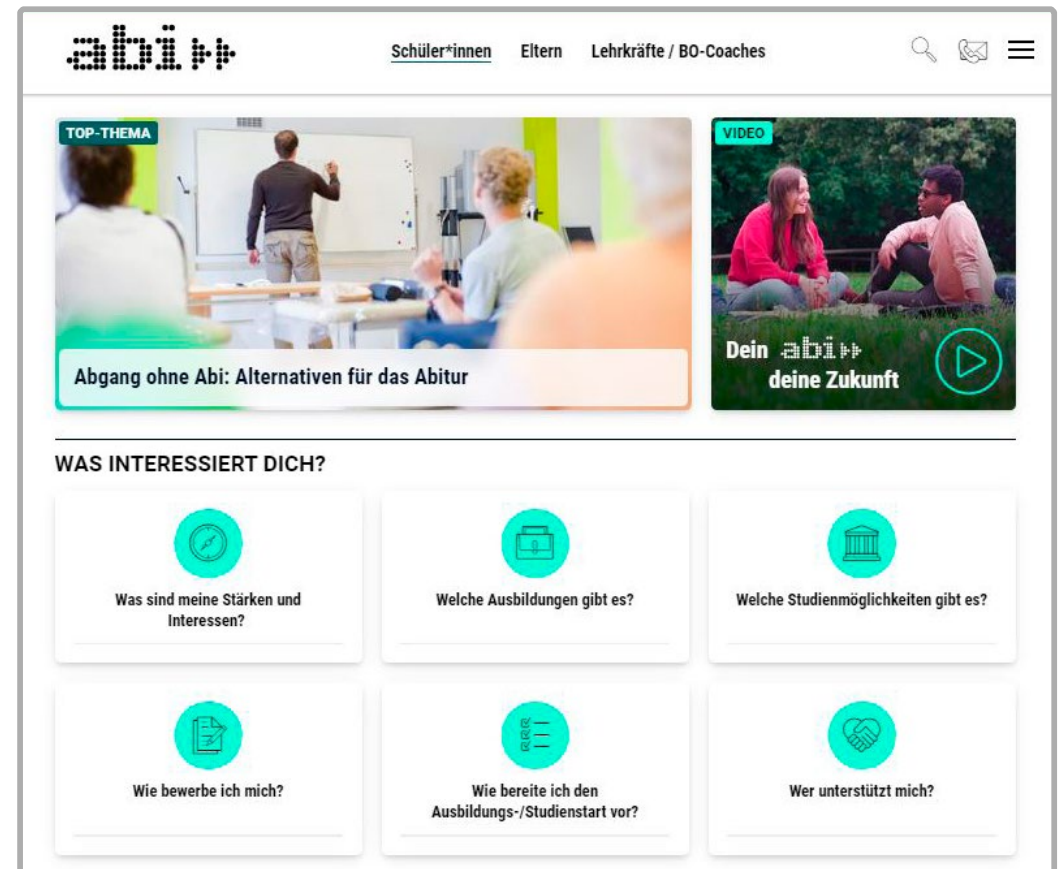 abi
Schüler*innen Eltern Lehrkräfte / BO-Coaches
TOP-THEMA
Abgang ohne Abi: Alternativen für das Abitur
VIDEO
Dein abi
deine Zukunft
WAS INTERESSIERT DICH?
Was sind meine Stärken und
Interessen?
Welche Ausbildungen gibt es?
Welche Studienmöglichkeiten gibt es?
Wie bewerbe ich mich?
Wie bereite ich den
Ausbildungs-/Studienstart vor?
Wer unterstützt mich?